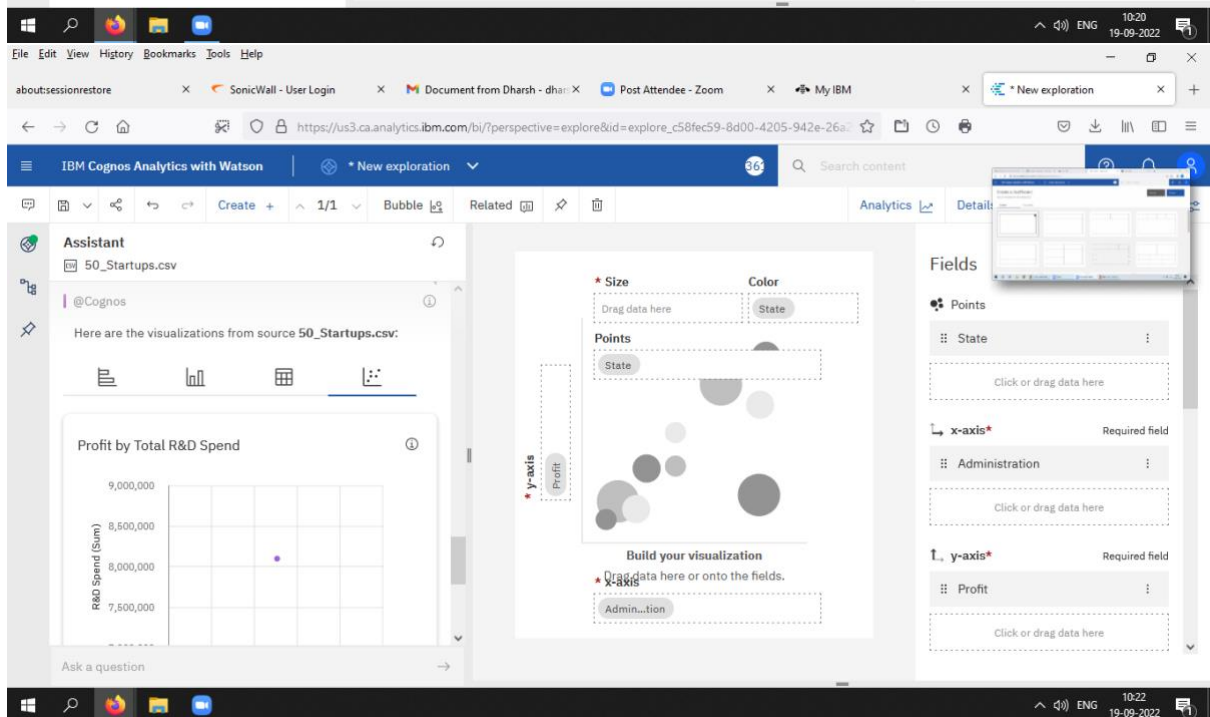 ENG 10:20
19-09-2022
File Edit View History Bookmarks Tools Help
about:sessionrestore SonicWall - User Login Document from Dharsh - dhar Post Attendee - Zoom My IBM * New exploration
https://us3.ca.analytics.ibm.com/bi/?perspective=explore&id=explore_c58fec59-8d00-4205-942e-26a2
IBM Cognos Analytics with Watson * New exploration Search content
Create + 1/1 Bubble Related Analytics Details
Assistant
50_Startups.csv
@Cognos
Here are the visualizations from source 50_Startups.csv:
Profit by Total R&D Spend
R&D Spend (Sum)
9,000,000
8,500,000
8,000,000
7,500,000
Ask a question
* Size Color
Drag data here State
Points
State
* y-axis
Profit
Build your visualization
Drag data here or onto the fields.
* x-axis
Admin...tion
Fields
Points
State
Click or drag data here
x-axis* Required field
Administration
Click or drag data here
y-axis* Required field
Profit
Click or drag data here
ENG 10:22
19-09-2022